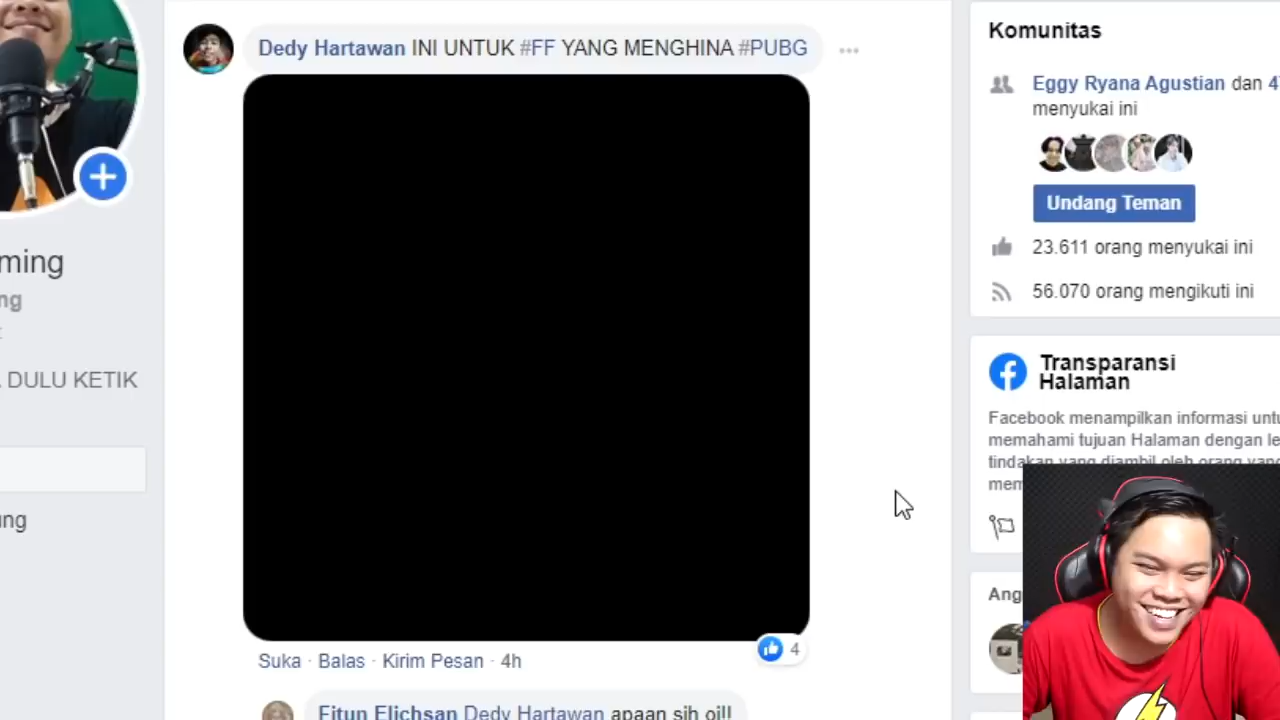 Dedy Hartawan INI UNTUK #FF YANG MENGHINA #PUBG
Suka · Balas · Kirim Pesan · 4h
4
Fitun Elichsan Dedy Hartawan apaan sih oi!!
ming
ng
DULU KETIK
ung
Komunitas
Eggy Ryana Agustian dan 4
menyukai ini
Undang Teman
23.611 orang menyukai ini
56.070 orang mengikuti ini
Transparansi
Halaman
Facebook menampilkan informasi untu
memahami tujuan Halaman dengan le
tindakan yang diambil oleh orang yang
mem
Ang